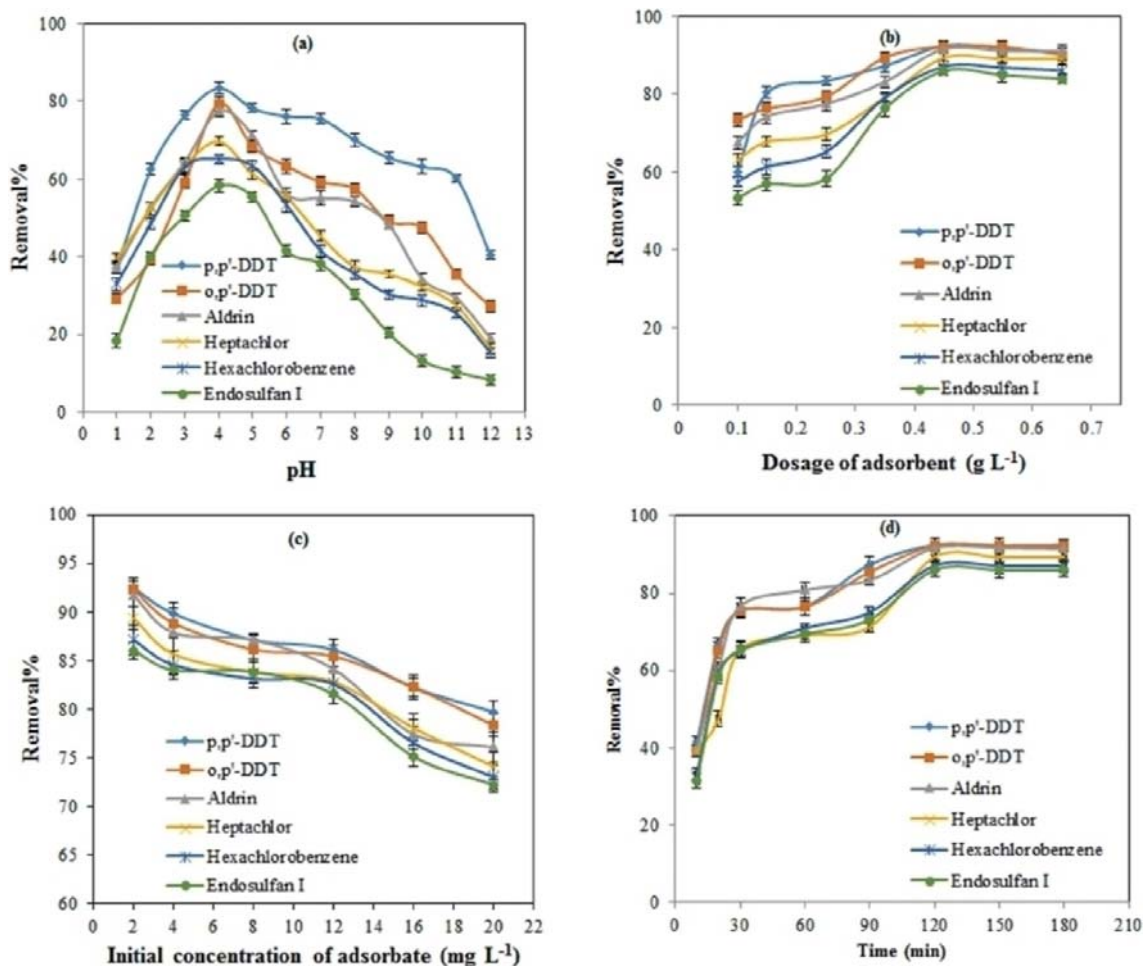 (a)
100
80
60
40
20
0
Removal%
p,p'-DDT
o,p'-DDT
Aldrin
Heptachlor
Hexachlorobenzene
Endosulfan I
0 1 2 3 4 5 6 7 8 9 10 11 12 13
pH
(b)
100
80
60
40
20
0
Removal%
p,p'-DDT
o,p'-DDT
Aldrin
Heptachlor
Hexachlorobenzene
Endosulfan I
0 0.1 0.2 0.3 0.4 0.5 0.6 0.7
Dosage of adsorbent (g L⁻¹)
(c)
100
95
90
85
80
75
70
65
60
Removal%
p,p'-DDT
o,p'-DDT
Aldrin
Heptachlor
Hexachlorobenzene
Endosulfan I
0 2 4 6 8 10 12 14 16 18 20 22
Initial concentration of adsorbate (mg L⁻¹)
(d)
100
80
60
40
20
0
Removal%
p,p'-DDT
o,p'-DDT
Aldrin
Heptachlor
Hexachlorobenzene
Endosulfan I
0 30 60 90 120 150 180 210
Time (min)